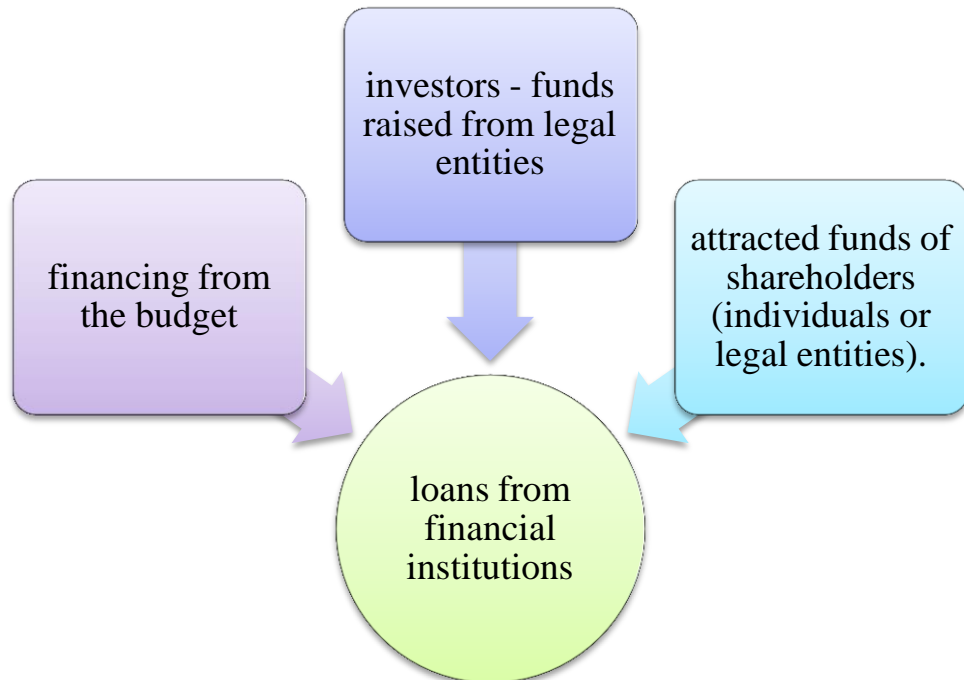 investors - funds
raised from legal
entities
financing from
the budget
attracted funds of
shareholders
(individuals or
legal entities).
loans from
financial
institutions